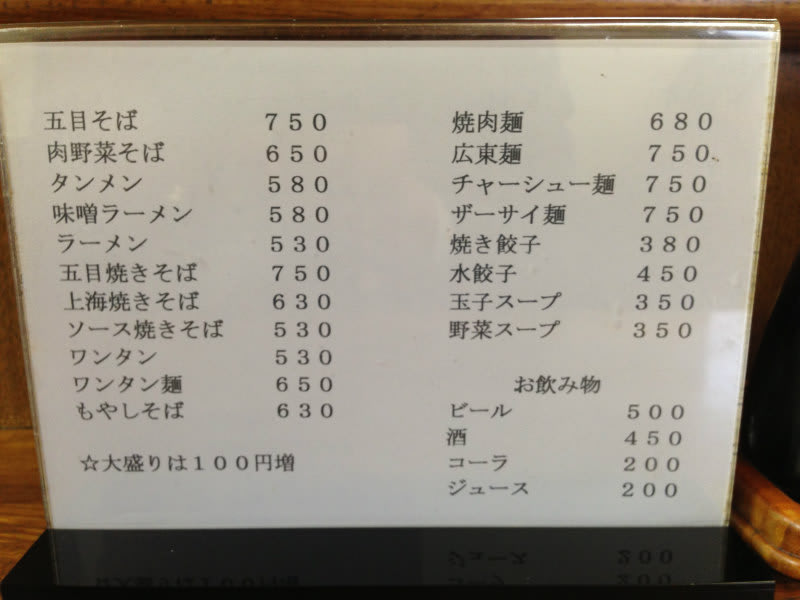 五目そば 750
肉野菜そば 650
タンメン 580
味噌ラーメン 580
ラーメン 530
五目焼きそば 750
上海焼きそば 630
ソース焼きそば 530
ワンタン 530
ワンタン麺 650
もやしそば 630
☆大盛りは100円増
焼肉麺 680
広東麺 750
チャーシュー麺 750
ザーサイ麺 750
焼き餃子 380
水餃子 450
玉子スープ 350
野菜スープ 350
お飲み物
ビール 500
酒 450
コーラ 200
ジュース 200